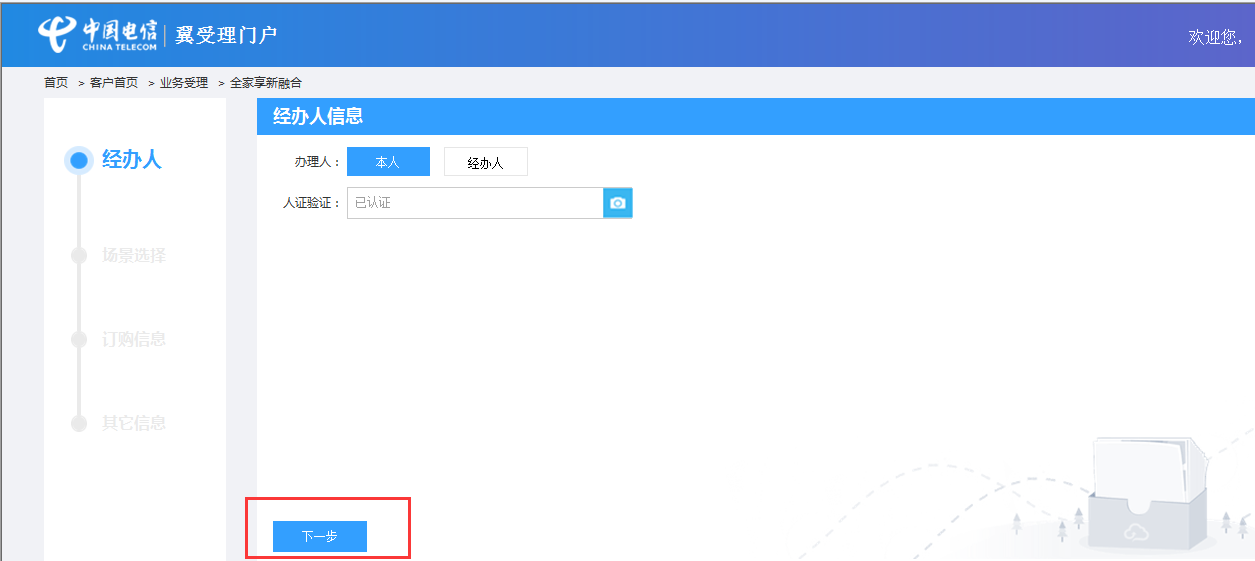 中国电信 CHINA TELECOM 翼受理门户
欢迎您,
首页 > 客户首页 > 业务受理 > 全家享新融合
经办人
场景选择
订购信息
其它信息
经办人信息
办理人： 本人 经办人
人证验证： 已认证
下一步